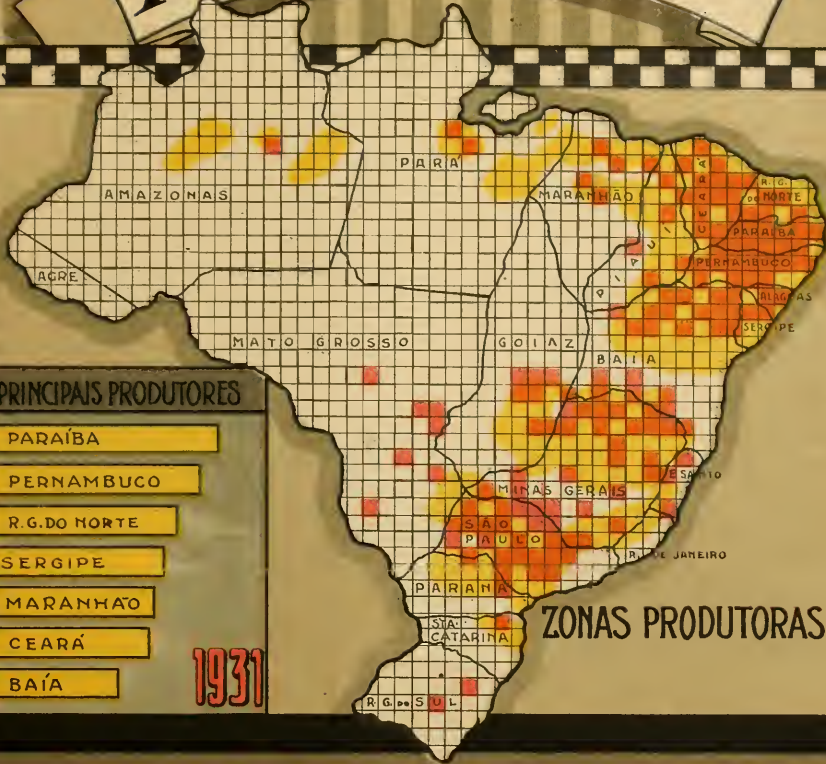 AMAZONAS
PARÁ
MARANHÃO
CEARÁ
R.G.
DO NORTE
PARAÍBA
PERNAMBUCO
ALAGOAS
SERGIPE
PIAUÍ
ACRE
MATO GROSSO
GOIAZ
BAÍA
MINAS GERAIS
E. SANTO
SÃO
PAULO
R. DE JANEIRO
PARANÁ
STA.
CATARINA
R.G. DO SUL
ZONAS PRODUTORAS
PRINCIPAIS PRODUTORES
PARAÍBA
PERNAMBUCO
R.G.DO NORTE
SERGIPE
MARANHÃO
CEARÁ
BAÍA
1931